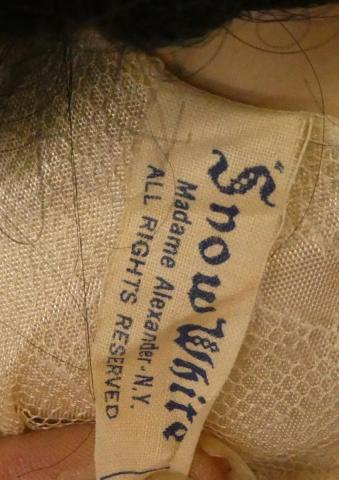 "Snow White
Madame Alexander - N.Y.
ALL RIGHTS RESERVED